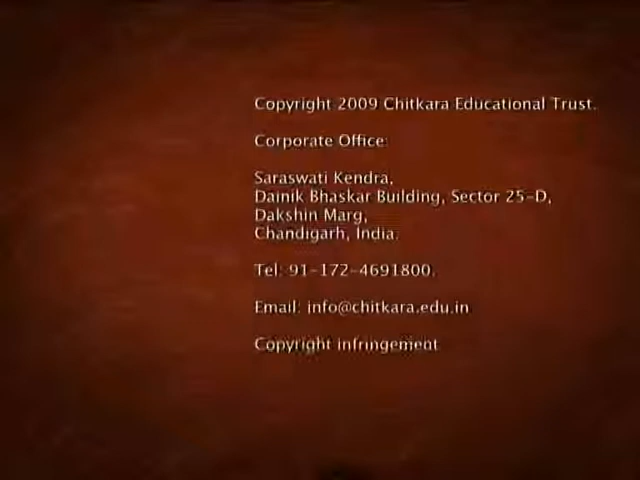 Copyright 2009 Chitkara Educational Trust.
Corporate Office:
Saraswati Kendra,
Dainik Bhaskar Building, Sector 25-D,
Dakshin Marg,
Chandigarh, India.
Tel: 91-172-4691800.
Email: info@chitkara.edu.in
Copyright infringement